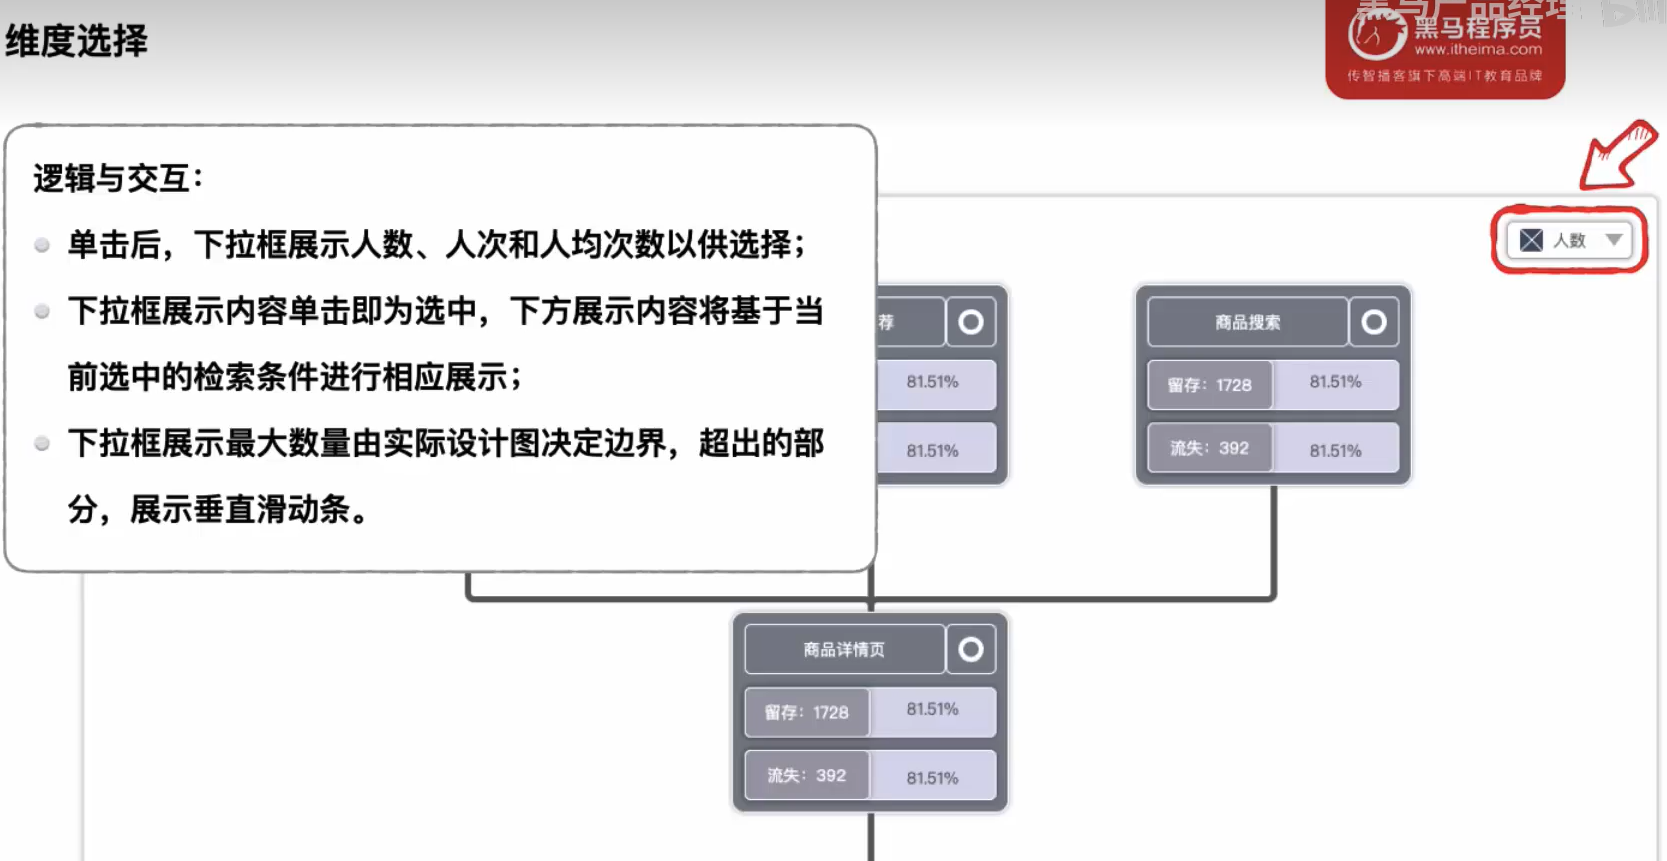 维度选择
黑马产品经理
黑马程序员
www.itheima.com
传智播客旗下高端IT教育品牌
逻辑与交互：
单击后，下拉框展示人数、人次和人均次数以供选择；
下拉框展示内容单击即为选中，下方展示内容将基于当
前选中的检索条件进行相应展示；
下拉框展示最大数量由实际设计图决定边界，超出的部
分，展示垂直滑动条。
人数
荐
81.51%
81.51%
商品搜索
留存：1728
81.51%
流失：392
81.51%
商品详情页
留存：1728
81.51%
流失：392
81.51%